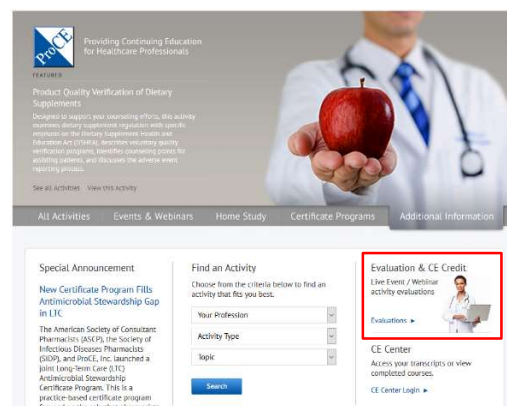 ProCE
Providing Continuing Education
for Healthcare Professionals
FEATURED
Product Quality Verification of Dietary
Supplements
Designed to support your counseling efforts, this activity
examines dietary supplement regulation with specific
emphasis on the Dietary Supplement Health and
Education Act (DSHEA), describes voluntary quality
verification programs, identifies counseling points for
assisting patients, and discusses the adverse event
reporting process.
See all Activities View this Activity
All Activities Events & Webinars Home Study Certificate Programs Additional Information
Special Announcement
New Certificate Program Fills
Antimicrobial Stewardship Gap
in LTC
The American Society of Consultant
Pharmacists (ASCP), the Society of
Infectious Diseases Pharmacists
(SIDP), and ProCE, Inc. launched a
joint Long-Term Care (LTC)
Antimicrobial Stewardship
Certificate Program. This is a
practice-based certificate program
Find an Activity
Choose from the criteria below to find an
activity that fits you best.
Your Profession
Activity Type
Topic
Search
Evaluation & CE Credit
Live Event / Webinar
activity evaluations
Evaluations ►
CE Center
Access your transcripts or view
completed courses.
CE Center Login ►